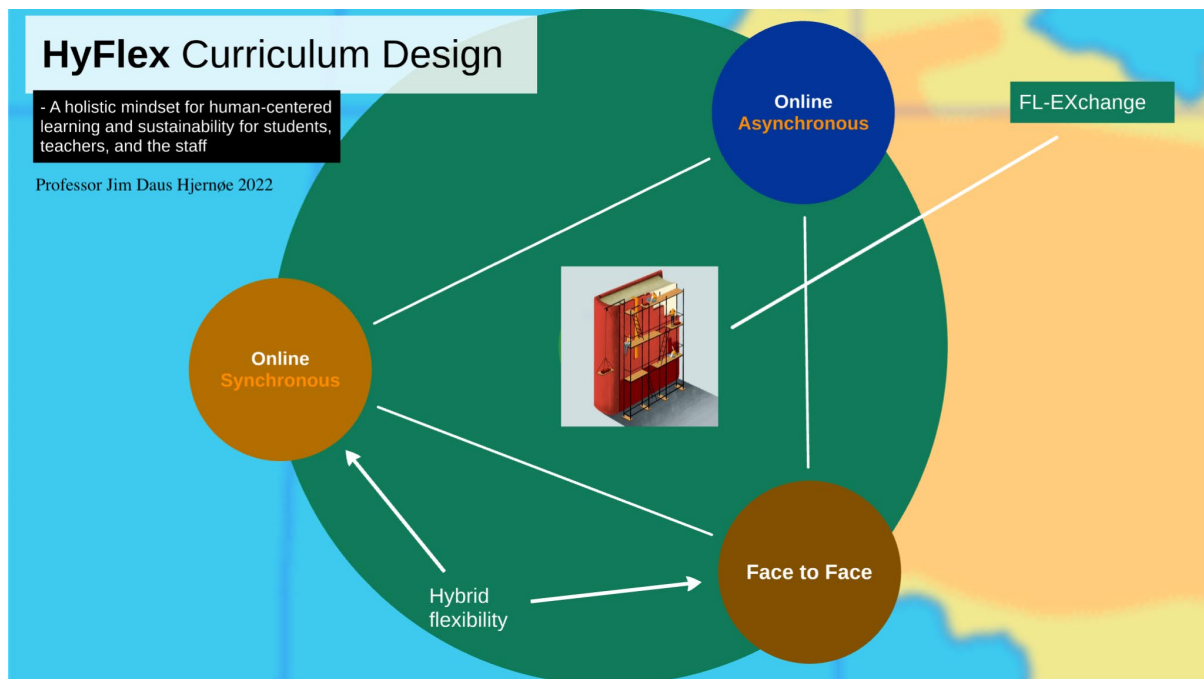 HyFlex Curriculum Design
- A holistic mindset for human-centered
learning and sustainability for students,
teachers, and the staff
Professor Jim Daus Hjernøe 2022
Online
Asynchronous
FL-EXchange
Online
Synchronous
Face to Face
Hybrid
flexibility